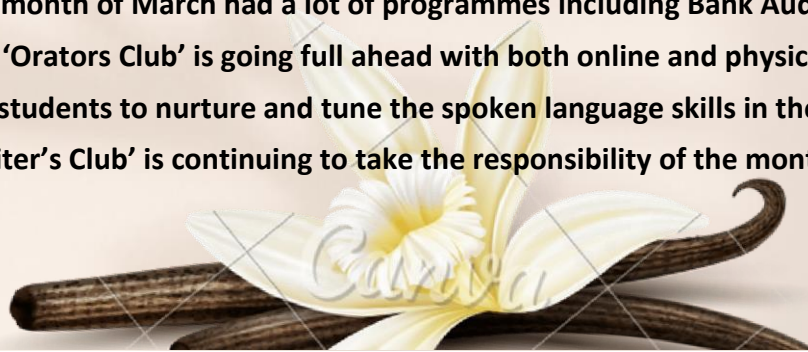 month of March had a lot of programmes including Bank Aud
‘Orators Club’ is going full ahead with both online and physic
students to nurture and tune the spoken language skills in the
iter’s Club’ is continuing to take the responsibility of the mont
Canva